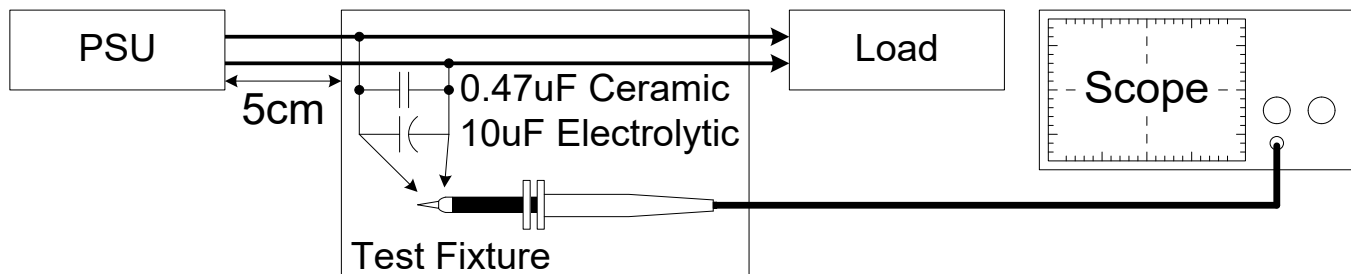 PSU
Load
Scope
5cm
0.47uF Ceramic
10uF Electrolytic
Test Fixture